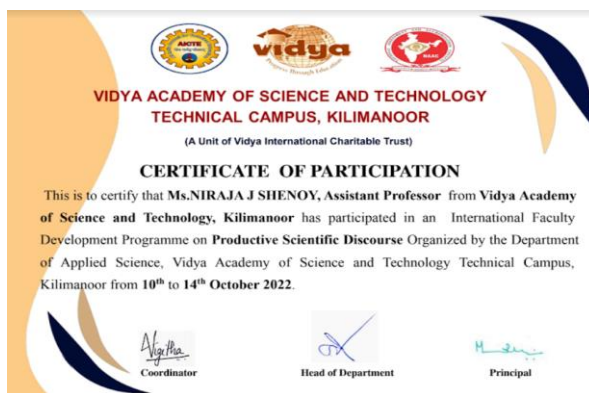 AICTE
vidya
Progress Through Education
NAAC
VIDYA ACADEMY OF SCIENCE AND TECHNOLOGY
TECHNICAL CAMPUS, KILIMANOOR
(A Unit of Vidya International Charitable Trust)
CERTIFICATE OF PARTICIPATION
This is to certify that Ms.NIRAJA J SHENOY, Assistant Professor from Vidya Academy
of Science and Technology, Kilimanoor has participated in an International Faculty
Development Programme on Productive Scientific Discourse Organized by the Department
of Applied Science, Vidya Academy of Science and Technology Technical Campus,
Kilimanoor from 10th to 14th October 2022.
Coordinator
Head of Department
Principal